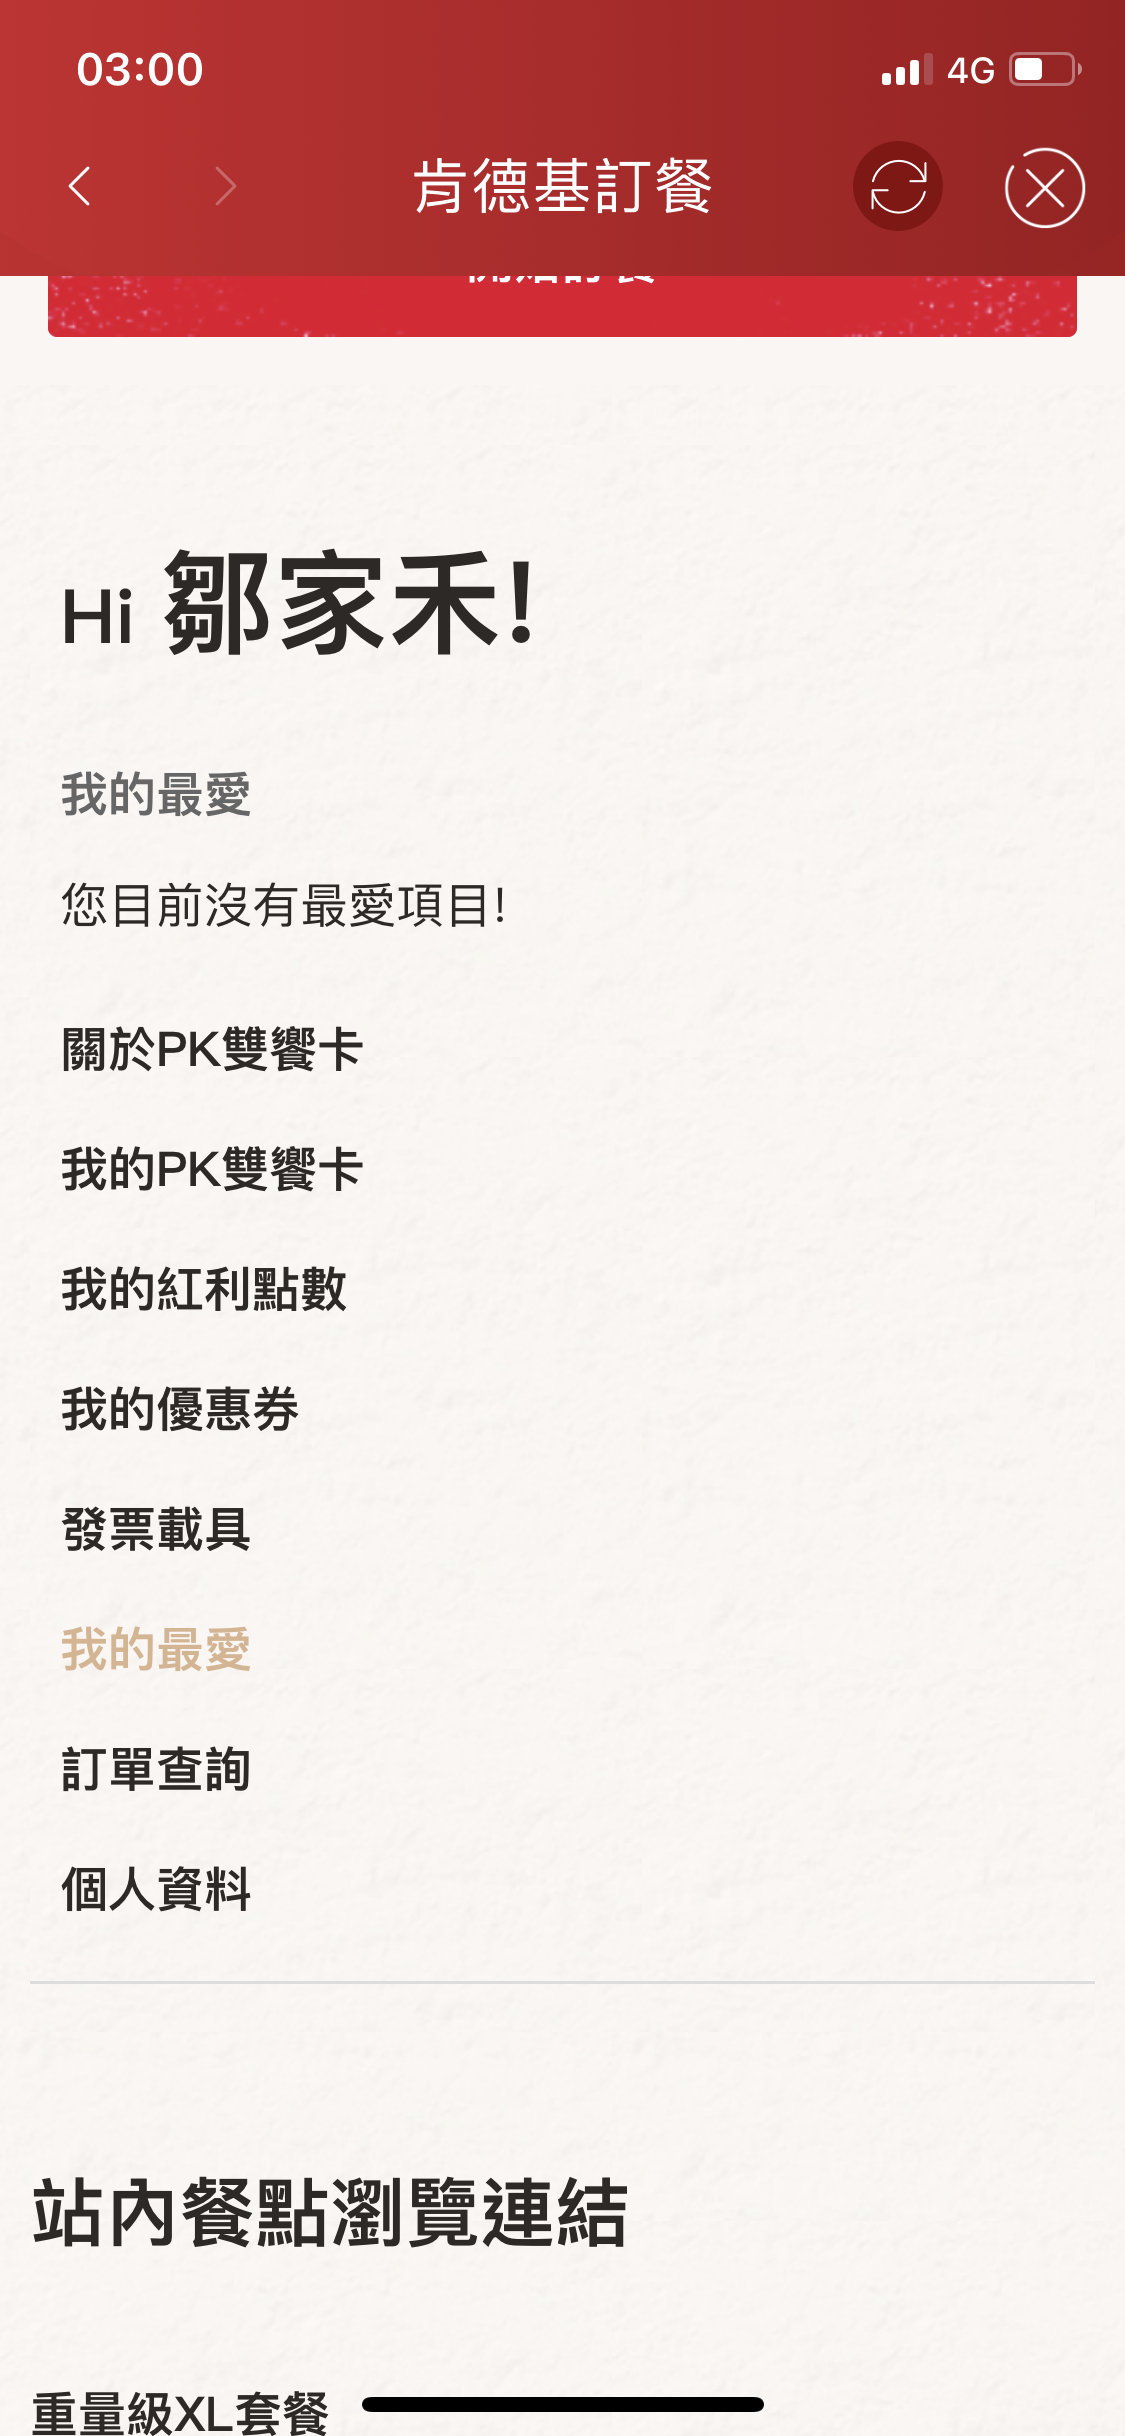 03:00
4G
肯德基訂餐
Hi 鄒家禾!
我的最愛
您目前沒有最愛項目!
關於PK雙饗卡
我的PK雙饗卡
我的紅利點數
我的優惠券
發票載具
我的最愛
訂單查詢
個人資料
站內餐點瀏覽連結
重量級XL套餐